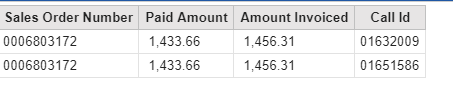 Sales Order Number Paid Amount Amount Invoiced Call Id
0006803172 1,433.66 1,456.31 01632009
0006803172 1,433.66 1,456.31 01651586